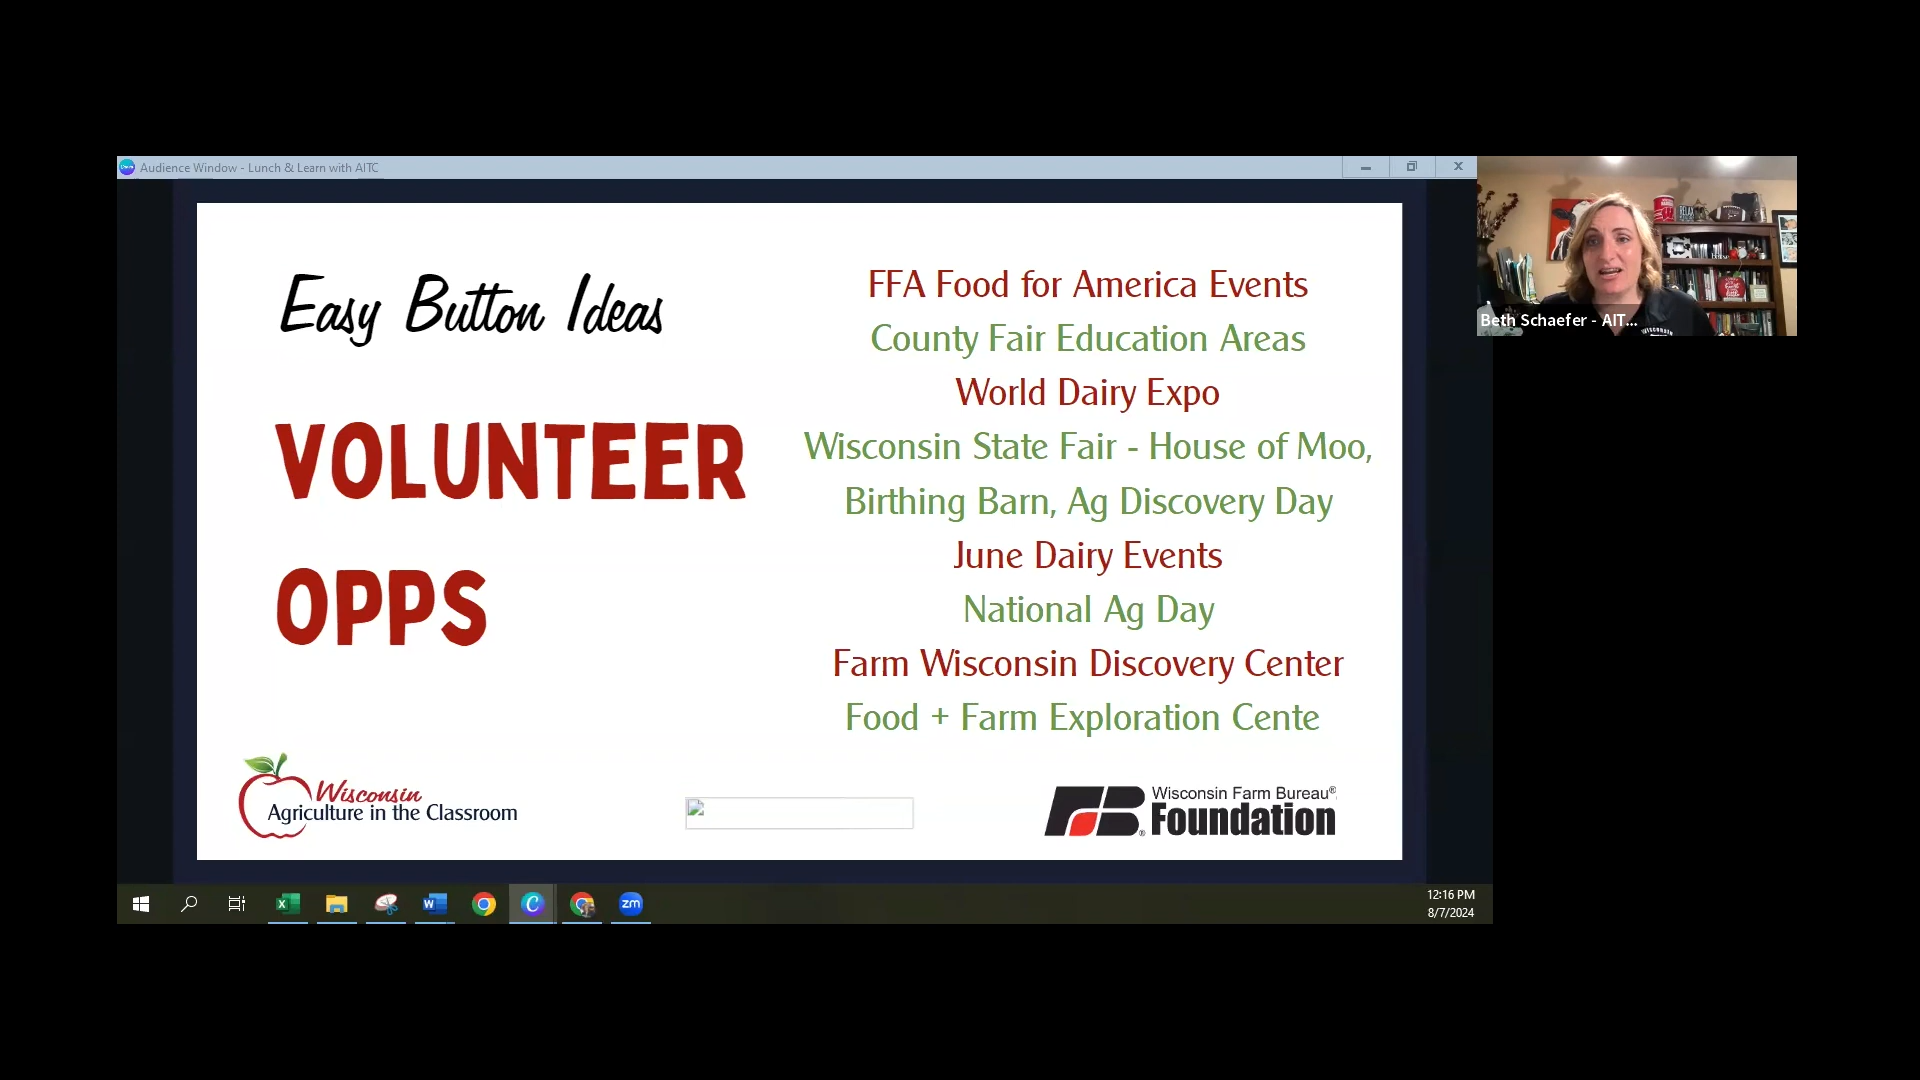 Audience Window - Lunch & Learn with AITC
Easy Button Ideas
VOLUNTEER
OPPS
FFA Food for America Events
County Fair Education Areas
World Dairy Expo
Wisconsin State Fair - House of Moo,
Birthing Barn, Ag Discovery Day
June Dairy Events
National Ag Day
Farm Wisconsin Discovery Center
Food + Farm Exploration Cente
Wisconsin
Agriculture in the Classroom
FB®
Wisconsin Farm Bureau®
Foundation
Beth Schaefer - AIT...
Wisconsin
zm
12:16 PM
8/7/2024